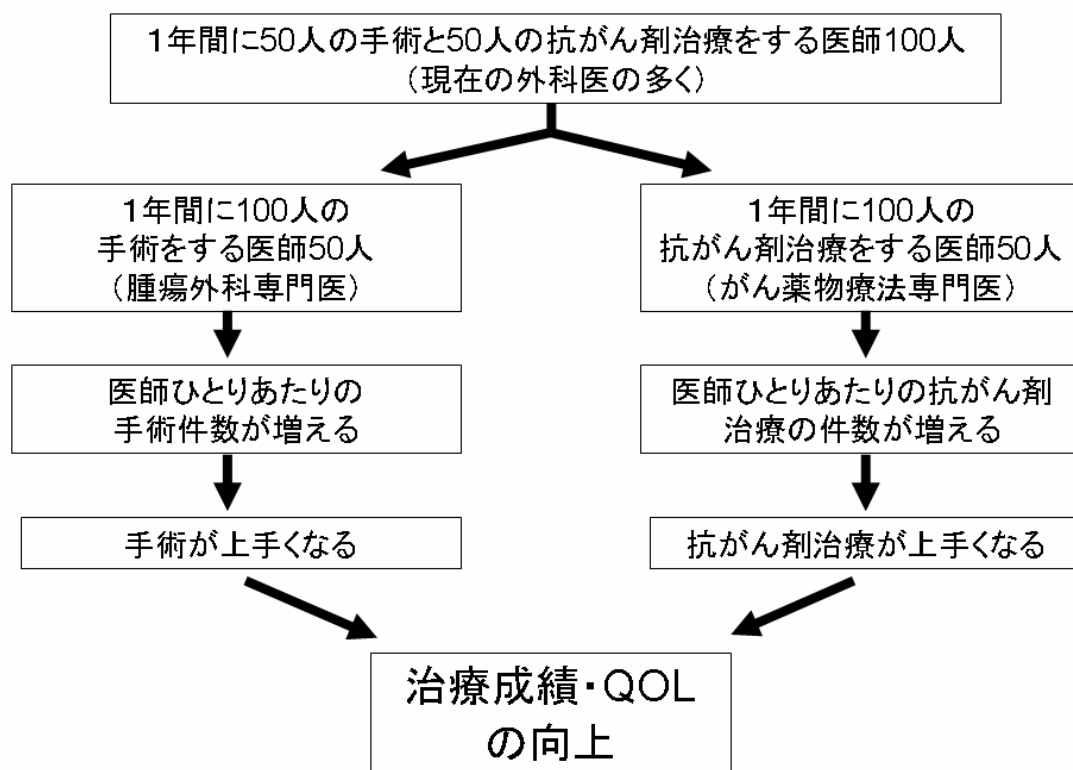 1年間に50人の手術と50人の抗がん剤治療をする医師100人
（現在の外科医の多く）
1年間に100人の
手術をする医師50人
（腫瘍外科専門医）
1年間に100人の
抗がん剤治療をする医師50人
（がん薬物療法専門医）
医師ひとりあたりの
手術件数が増える
医師ひとりあたりの抗がん剤
治療の件数が増える
手術が上手くなる
抗がん剤治療が上手くなる
治療成績・QOL
の向上